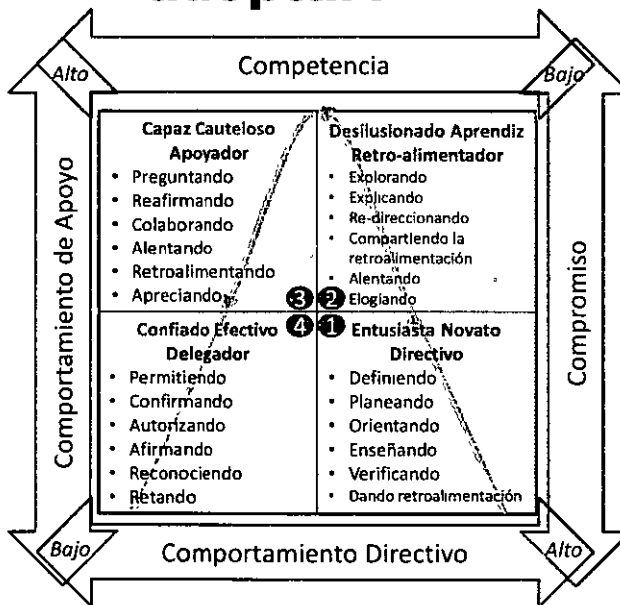 Competencia
Alto
Bajo
Comportamiento de Apoyo
Compromiso
Capaz Cauteloso
Apoyador
• Preguntando
• Reafirmando
• Colaborando
• Alentando
• Retroalimentando
• Apreciando
3
Desilusionado Aprendiz
Retro-alimentador
• Explorando
• Explicando
• Re-direccionando
• Compartiendo la
retroalimentación
• Alentando
• Elogiando
2
4
Confiado Efectivo
Delegador
• Permitiendo
• Confirmando
• Autorizando
• Afirmando
• Reconociendo
• Retando
1
Entusiasta Novato
Directivo
• Definiendo
• Planeando
• Orientando
• Enseñando
• Verificando
• Dando retroalimentación
Bajo
Comportamiento Directivo
Alto